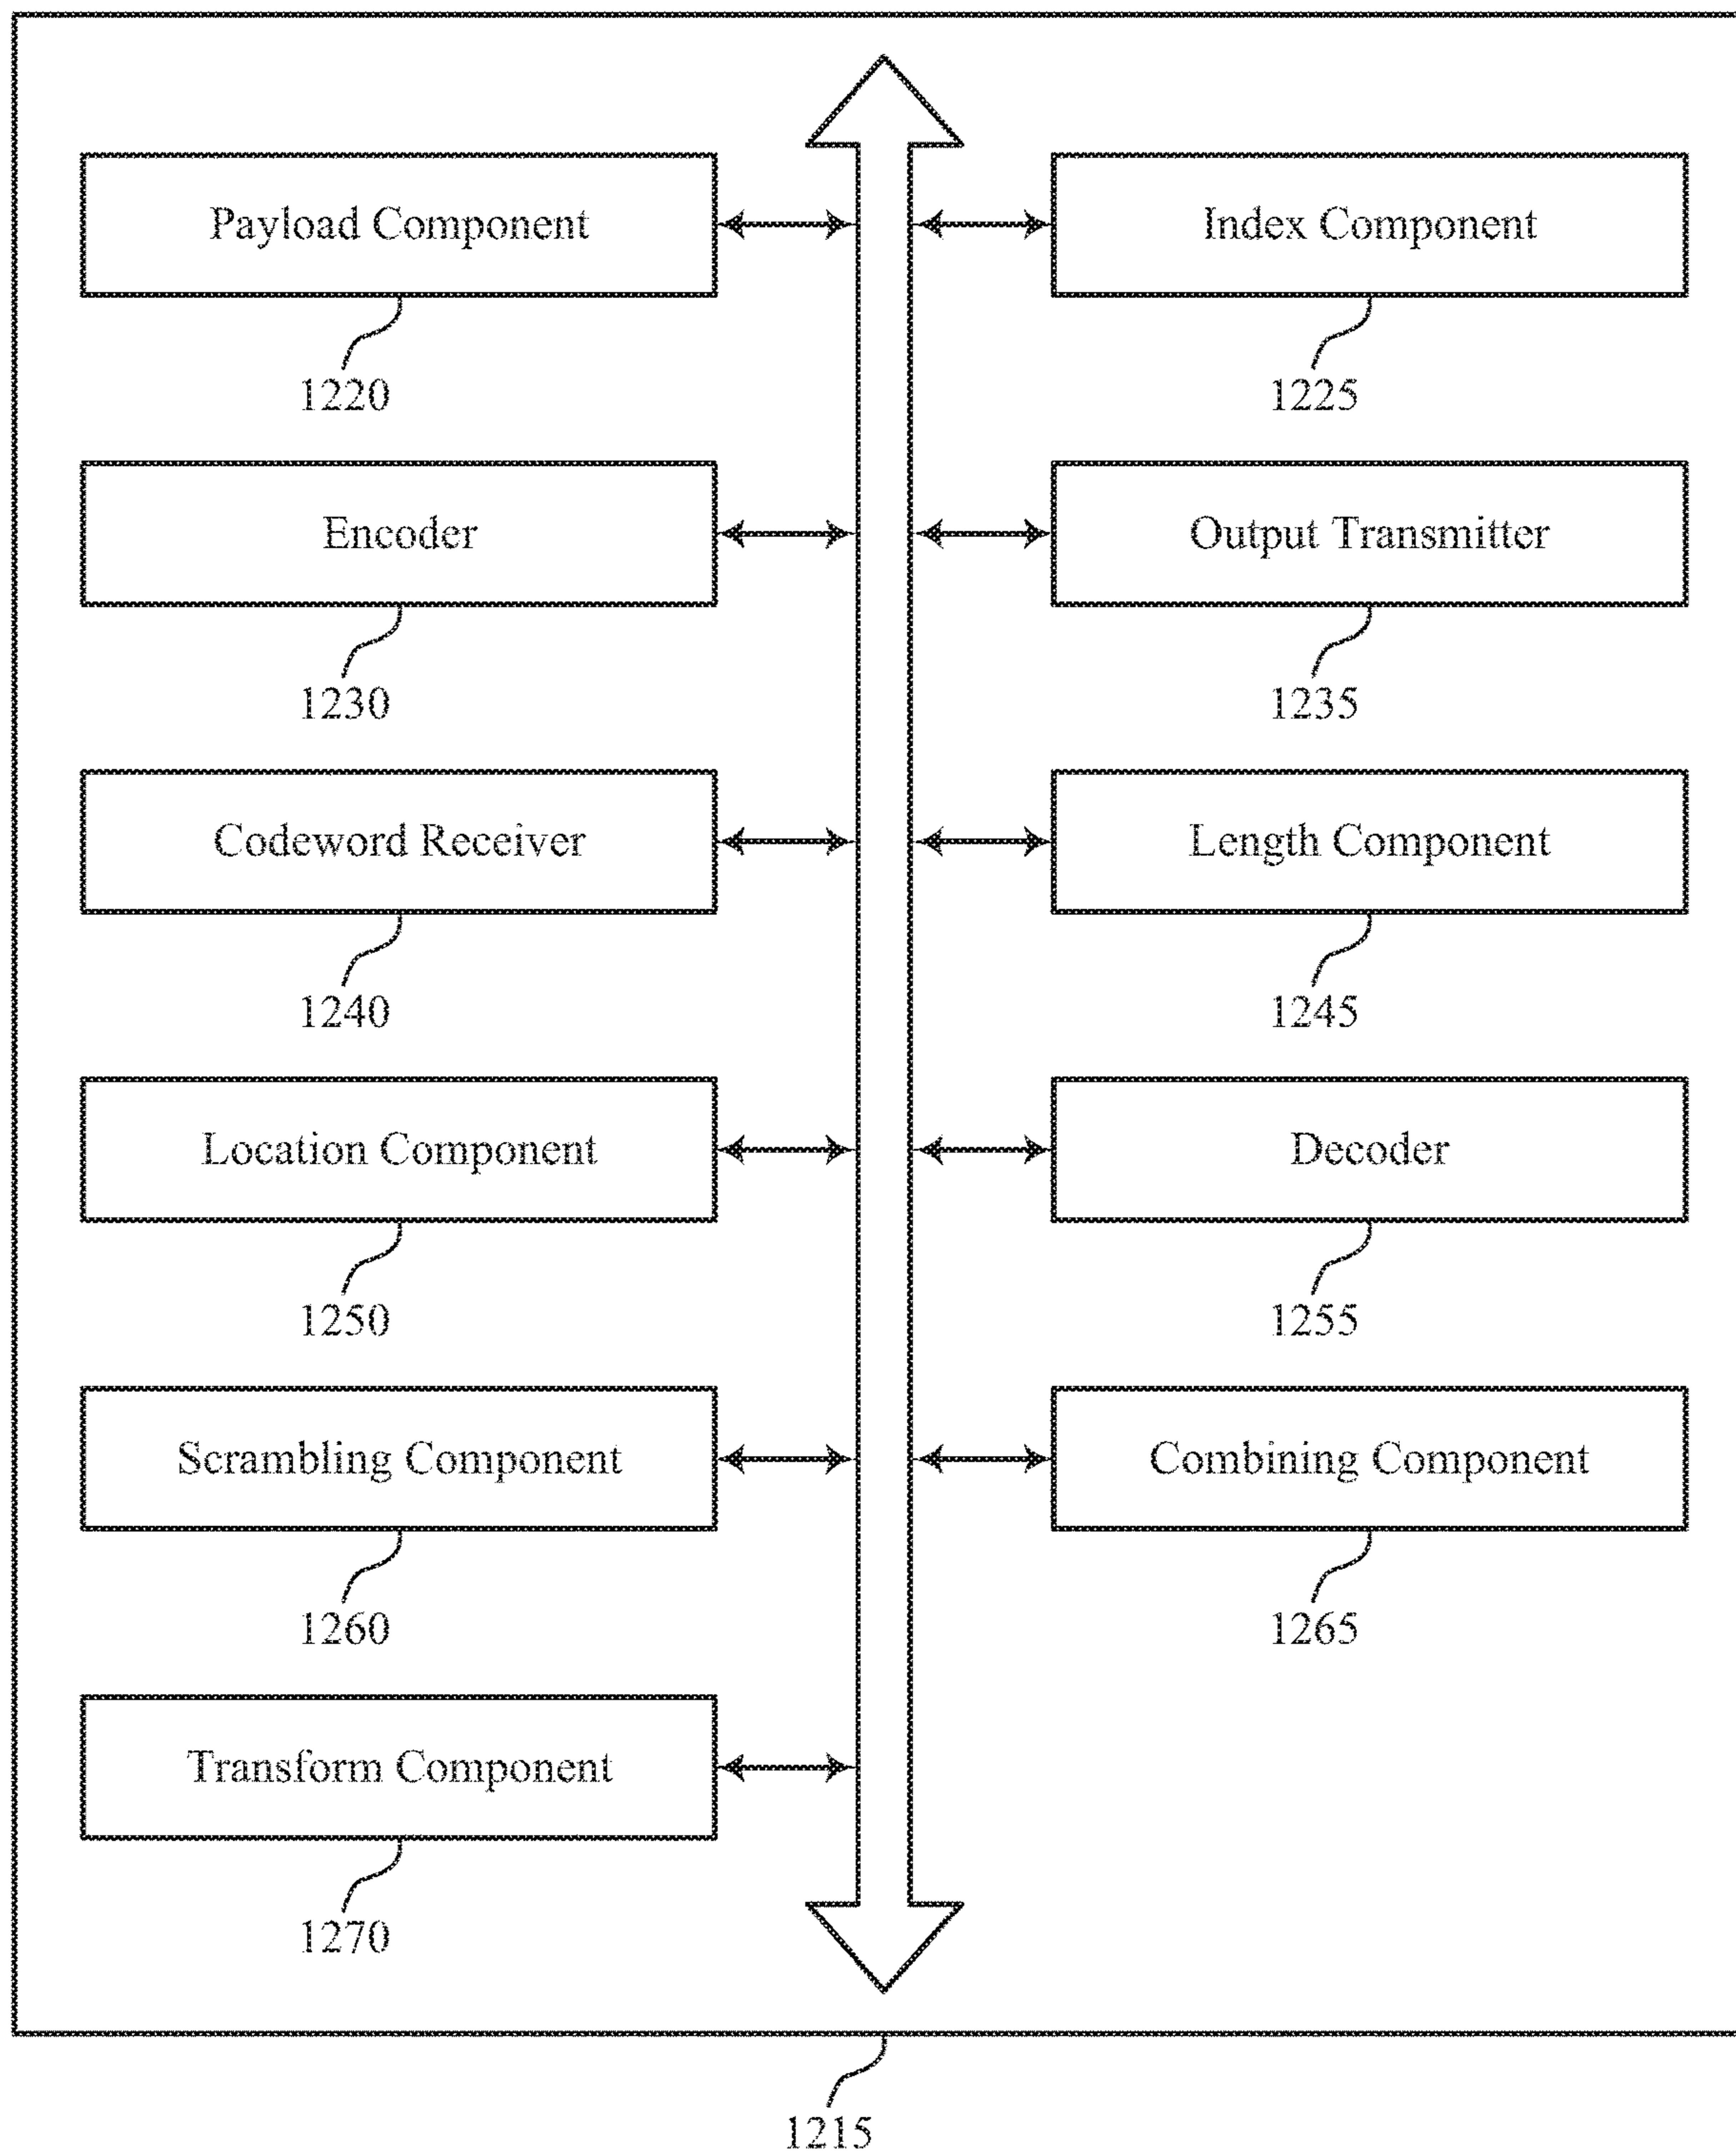 Payload Component
Index Component
1220
1225
Encoder
Output Transmitter
1230
1235
Codeword Receiver
Length Component
1240
1245
Location Component
Decoder
1250
1255
Scrambling Component
Combining Component
1260
1265
Transform Component
1270
1215